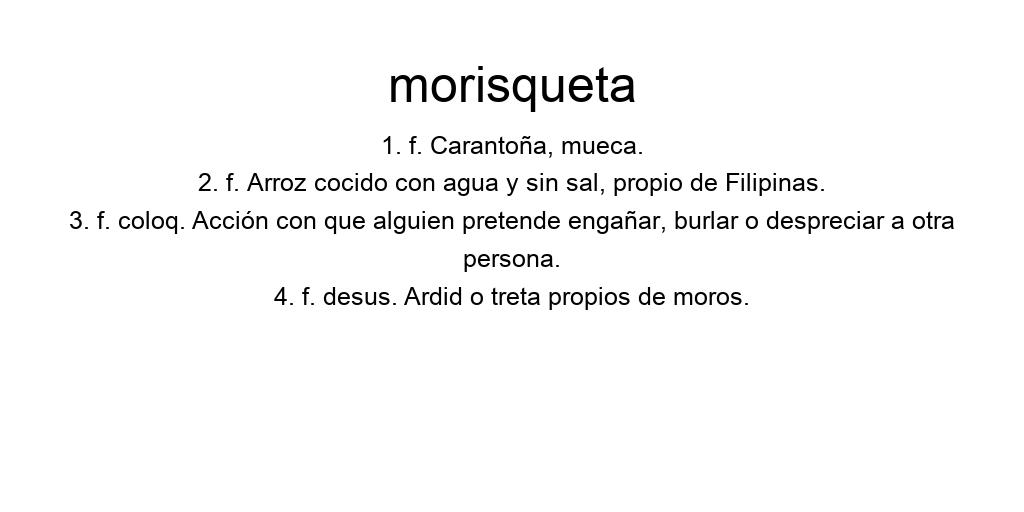 morisqueta
1. f. Carantoña, mueca.
2. f. Arroz cocido con agua y sin sal, propio de Filipinas.
3. f. coloq. Acción con que alguien pretende engañar, burlar o despreciar a otra
persona.
4. f. desus. Ardid o treta propios de moros.